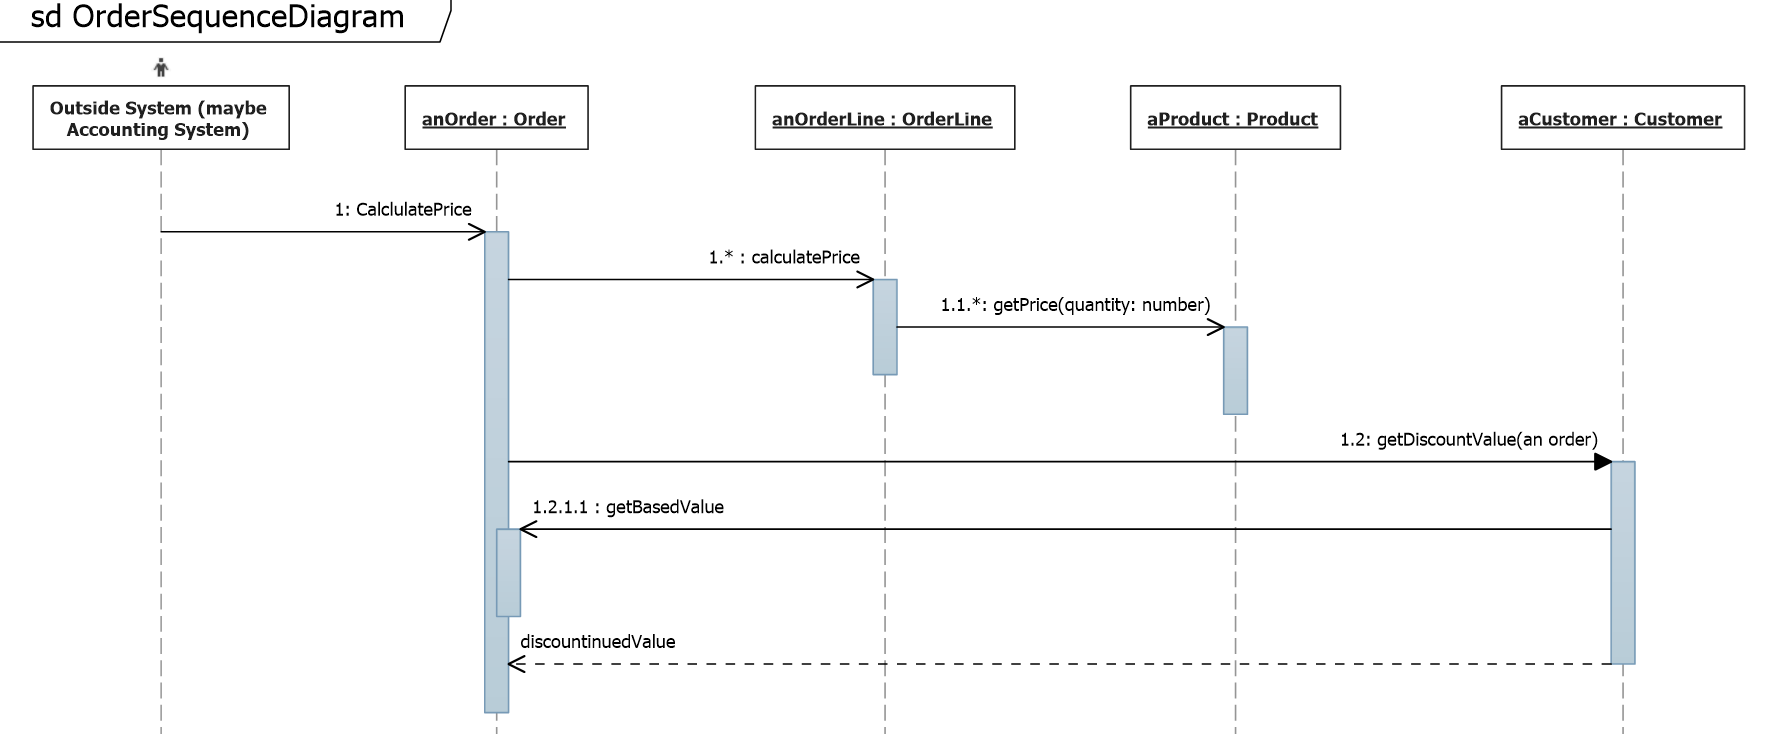 sd OrderSequenceDiagram
Outside System (maybe
Accounting System)
anOrder : Order
anOrderLine : OrderLine
aProduct : Product
aCustomer : Customer
1: CalclulatePrice
1.* : calculatePrice
1.1.*: getPrice(quantity: number)
1.2: getDiscountValue(an order)
1.2.1.1 : getBasedValue
discountinuedValue